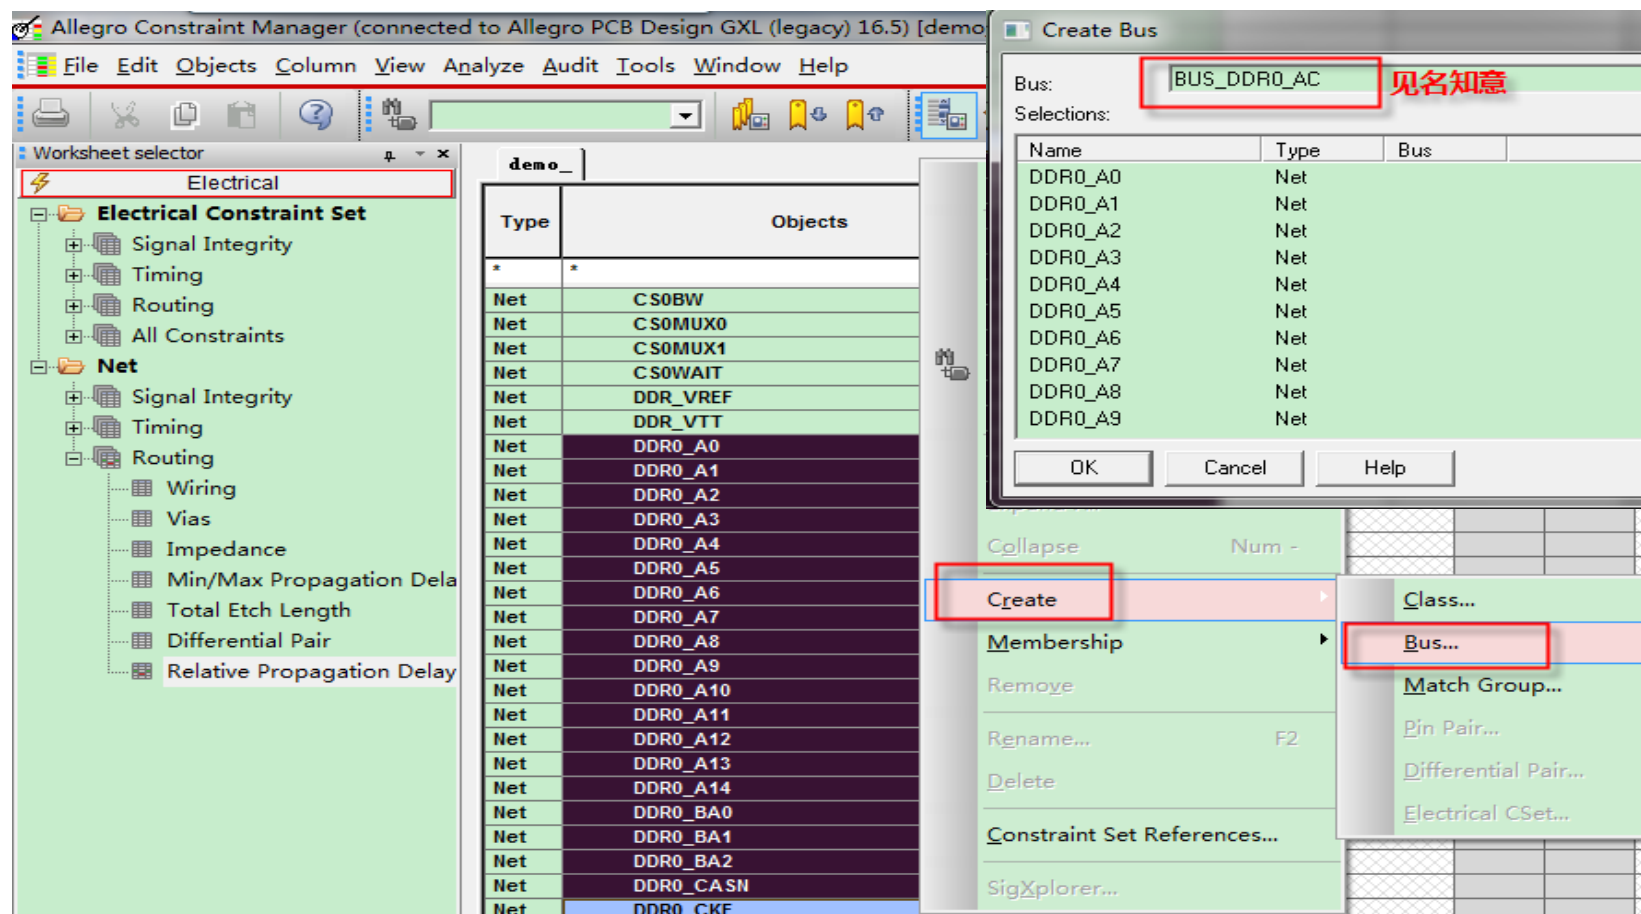 Allegro Constraint Manager (connected to Allegro PCB Design GXL (legacy) 16.5) [demo
File Edit Objects Column View Analyze Audit Tools Window Help
Worksheet selector
Electrical
Electrical Constraint Set
Signal Integrity
Timing
Routing
All Constraints
Net
Signal Integrity
Timing
Routing
Wiring
Vias
Impedance
Min/Max Propagation Dela
Total Etch Length
Differential Pair
Relative Propagation Delay
demo_
Type Objects
* *
Net CS0BW
Net CS0MUX0
Net CS0MUX1
Net CS0WAIT
Net DDR_VREF
Net DDR_VTT
Net DDR0_A0
Net DDR0_A1
Net DDR0_A2
Net DDR0_A3
Net DDR0_A4
Net DDR0_A5
Net DDR0_A6
Net DDR0_A7
Net DDR0_A8
Net DDR0_A9
Net DDR0_A10
Net DDR0_A11
Net DDR0_A12
Net DDR0_A13
Net DDR0_A14
Net DDR0_BA0
Net DDR0_BA1
Net DDR0_BA2
Net DDR0_CASN
Net DDR0_CKE
Create Bus
Bus: BUS_DDR0_AC 见名知意
Selections:
Name Type Bus
DDR0_A0 Net
DDR0_A1 Net
DDR0_A2 Net
DDR0_A3 Net
DDR0_A4 Net
DDR0_A5 Net
DDR0_A6 Net
DDR0_A7 Net
DDR0_A8 Net
DDR0_A9 Net
OK Cancel Help
Collapse Num -
Create
Membership
Remove
Rename... F2
Delete
Constraint Set References...
SigXplorer...
Class...
Bus...
Match Group...
Pin Pair...
Differential Pair...
Electrical CSet...